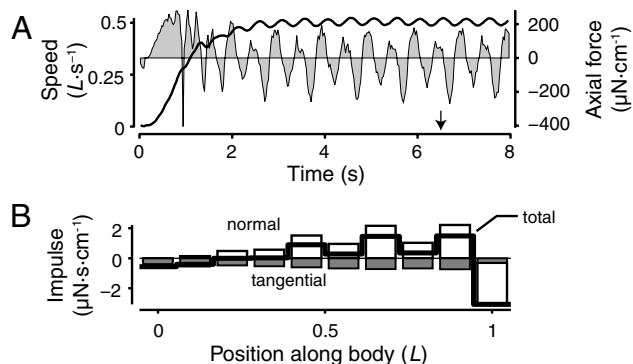 A
Speed
(L·s⁻¹)
0.5
0.25
0
200
0
−200
−400
Axial force
(μN·cm⁻¹)
0 2 4 6 8
Time (s)
B
Impulse
(μN·s·cm⁻¹)
2
0
−2
normal
tangential
total
0 0.5 1
Position along body (L)